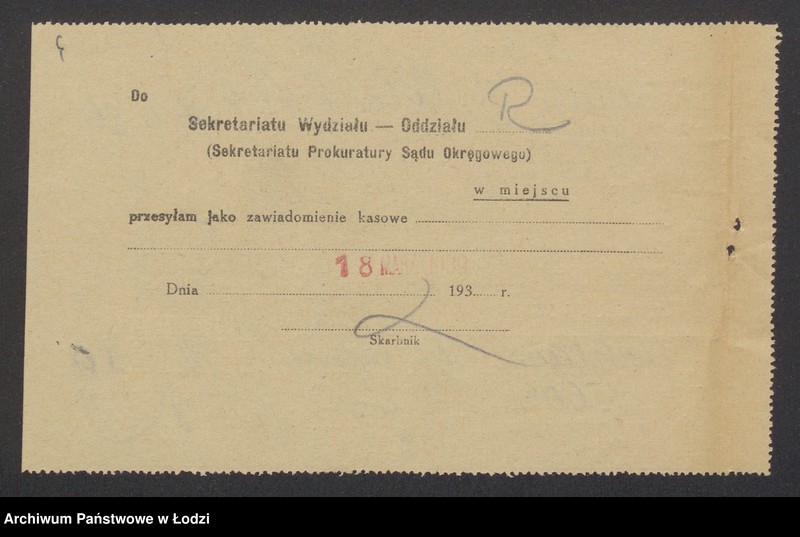 Do
Sekretariatu Wydziału — Oddziału R
(Sekretariatu Prokuratury Sądu Okręgowego)
w miejscu
przesyłam jako zawiadomienie kasowe
18
Dnia 193 r.
Skarbnik
Archiwum Państwowe w Łodzi